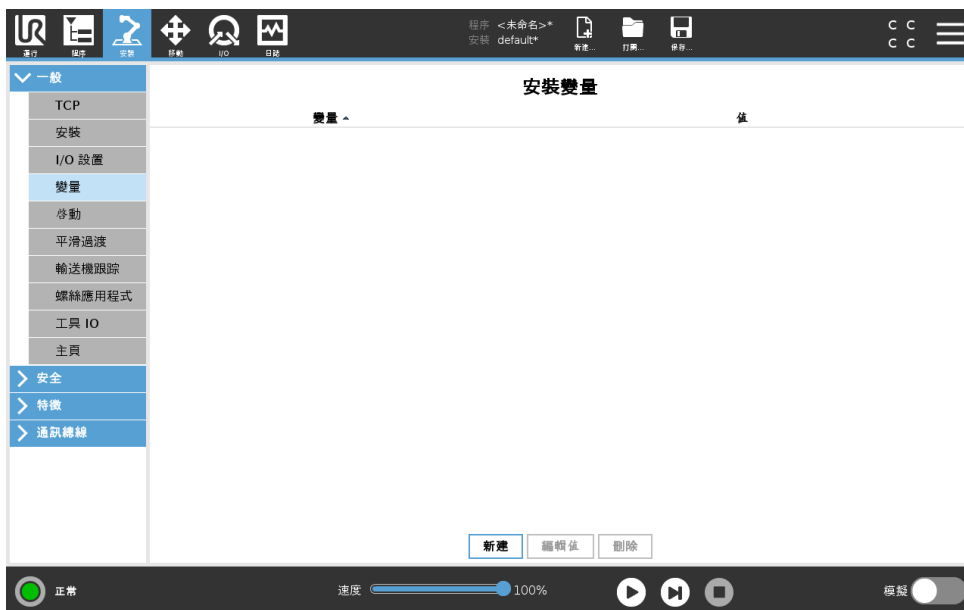 UR
運行
程序
安裝
移動
I/O
日誌
程序 <未命名>*
安裝 default*
新建...
打開...
保存...
C C
C C
一般
TCP
安裝
I/O 設置
變量
啓動
平滑過渡
輸送機跟踪
螺絲應用程式
工具 IO
主頁
安全
特徵
通訊總線
安裝變量
變量
值
新建
編輯值
刪除
正常
速度
100%
模擬